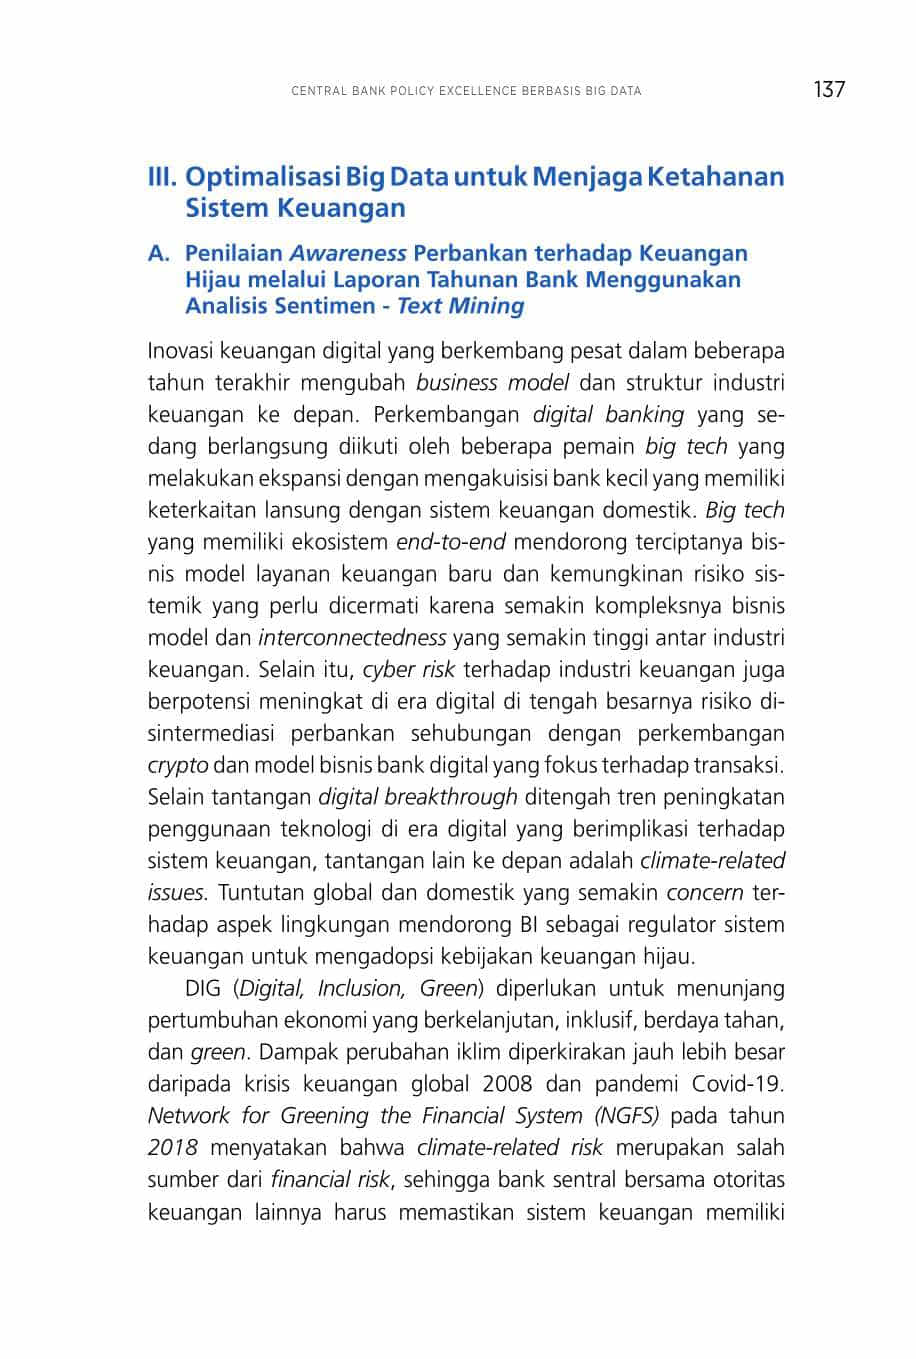 CENTRAL BANK POLICY EXCELLENCE BERBASIS BIG DATA 137
III. Optimalisasi Big Data untuk Menjaga Ketahanan
Sistem Keuangan
A. Penilaian Awareness Perbankan terhadap Keuangan
Hijau melalui Laporan Tahunan Bank Menggunakan
Analisis Sentimen - Text Mining
Inovasi keuangan digital yang berkembang pesat dalam beberapa
tahun terakhir mengubah business model dan struktur industri
keuangan ke depan. Perkembangan digital banking yang se-
dang berlangsung diikuti oleh beberapa pemain big tech yang
melakukan ekspansi dengan mengakuisisi bank kecil yang memiliki
keterkaitan lansung dengan sistem keuangan domestik. Big tech
yang memiliki ekosistem end-to-end mendorong terciptanya bis-
nis model layanan keuangan baru dan kemungkinan risiko sis-
temik yang perlu dicermati karena semakin kompleksnya bisnis
model dan interconnectedness yang semakin tinggi antar industri
keuangan. Selain itu, cyber risk terhadap industri keuangan juga
berpotensi meningkat di era digital di tengah besarnya risiko di-
sintermediasi perbankan sehubungan dengan perkembangan
crypto dan model bisnis bank digital yang fokus terhadap transaksi.
Selain tantangan digital breakthrough ditengah tren peningkatan
penggunaan teknologi di era digital yang berimplikasi terhadap
sistem keuangan, tantangan lain ke depan adalah climate-related
issues. Tuntutan global dan domestik yang semakin concern ter-
hadap aspek lingkungan mendorong BI sebagai regulator sistem
keuangan untuk mengadopsi kebijakan keuangan hijau.
DIG (Digital, Inclusion, Green) diperlukan untuk menunjang
pertumbuhan ekonomi yang berkelanjutan, inklusif, berdaya tahan,
dan green. Dampak perubahan iklim diperkirakan jauh lebih besar
daripada krisis keuangan global 2008 dan pandemi Covid-19.
Network for Greening the Financial System (NGFS) pada tahun
2018 menyatakan bahwa climate-related risk merupakan salah
sumber dari financial risk, sehingga bank sentral bersama otoritas
keuangan lainnya harus memastikan sistem keuangan memiliki